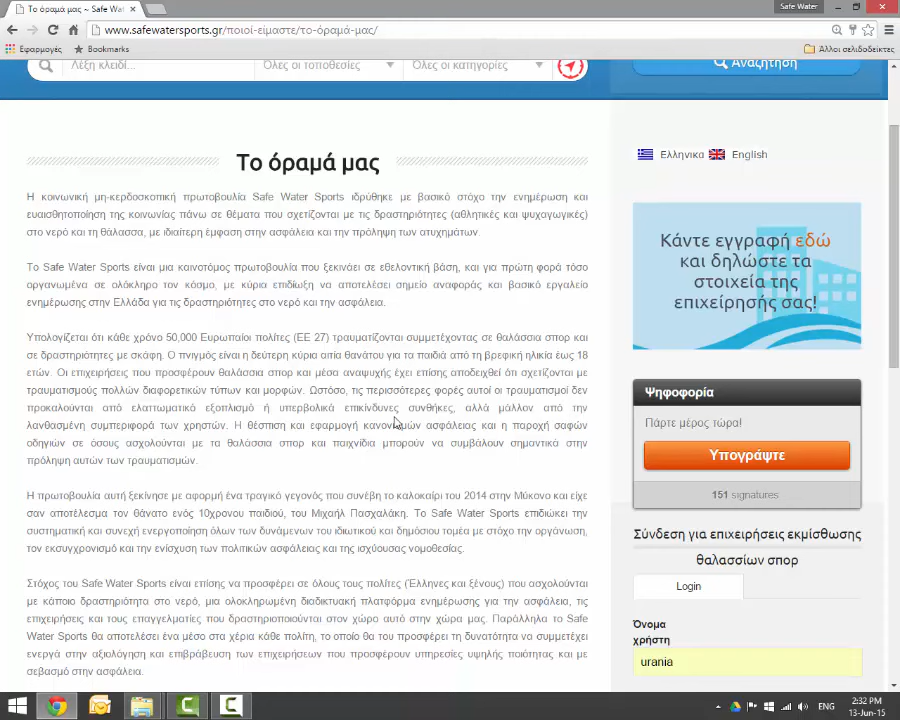 Το όραμά μας ~ Safe Wat
Safe Water
www.safewatersports.gr/ποιοί-είμαστε/το-όραμά-μας/
Εφαρμογές
Bookmarks
Άλλοι σελιδοδείκτες
Λέξη κλειδί...
Όλες οι τοποθεσίες
Όλες οι κατηγορίες
Αναζήτηση
Το όραμά μας
Η κοινωνική μη-κερδοσκοπική πρωτοβουλία Safe Water Sports ιδρύθηκε με βασικό στόχο την ενημέρωση και
ευαισθητοποίηση της κοινωνίας πάνω σε θέματα που σχετίζονται με τις δραστηριότητες (αθλητικές και ψυχαγωγικές)
στο νερό και τη θάλασσα, με ιδιαίτερη έμφαση στην ασφάλεια και την πρόληψη των ατυχημάτων.
Το Safe Water Sports είναι μια καινοτόμος πρωτοβουλία που ξεκινάει σε εθελοντική βάση, και για πρώτη φορά τόσο
οργανωμένα σε ολόκληρο τον κόσμο, με κύρια επιδίωξη να αποτελέσει σημείο αναφοράς και βασικό εργαλείο
ενημέρωσης στην Ελλάδα για τις δραστηριότητες στο νερό και την ασφάλεια.
Υπολογίζεται ότι κάθε χρόνο 50,000 Ευρωπαίοι πολίτες (ΕΕ 27) τραυματίζονται συμμετέχοντας σε θαλάσσια σπορ και
σε δραστηριότητες με σκάφη. Ο πνιγμός είναι η δεύτερη κύρια αιτία θανάτου για τα παιδιά από τη βρεφική ηλικία έως 18
ετών. Οι επιχειρήσεις που προσφέρουν θαλάσσια σπορ και μέσα αναψυχής έχει επίσης αποδειχθεί ότι σχετίζεται με
τραυματισμούς πολλών διαφορετικών τύπων και μορφών. Ωστόσο, τις περισσότερες φορές αυτοί οι τραυματισμοί δεν
προκαλούνται από ελαττωματικό εξοπλισμό ή υπερβολικά επικίνδυνες συνθήκες, αλλά μάλλον από την
λανθασμένη συμπεριφορά των χρηστών. Η θέσπιση και εφαρμογή κανονισμών ασφάλειας και η παροχή σαφών
οδηγιών σε όσους ασχολούνται με τα θαλάσσια σπορ και παιχνίδια μπορούν να συμβάλουν σημαντικά στην
πρόληψη αυτών των τραυματισμών.
Η πρωτοβουλία αυτή ξεκίνησε με αφορμή ένα τραγικό γεγονός που συνέβη το καλοκαίρι του 2014 στην Μύκονο και είχε
σαν αποτέλεσμα τον θάνατο ενός 10χρονου παιδιού, του Μιχαήλ Πασχαλάκη. Το Safe Water Sports επιδιώκει την
συστηματική και συνεχή ενεργοποίηση όλων των δυνάμεων του ιδιωτικού και δημόσιου τομέα με στόχο την οργάνωση,
τον εκσυγχρονισμό και την ενίσχυση των πολιτικών ασφάλειας και της ισχύουσας νομοθεσίας.
Στόχος του Safe Water Sports είναι επίσης να προσφέρει σε όλους τους πολίτες (Έλληνες και ξένους) που ασχολούνται
με κάποιο δραστηριότητα στο νερό, μια ολοκληρωμένη διαδικτυακή πλατφόρμα ενημέρωσης για την ασφάλεια, τις
επιχειρήσεις και τους επαγγελματίες που δραστηριοποιούνται στον χώρο αυτό στην χώρα μας. Παράλληλα το Safe
Water Sports θα αποτελέσει ένα μέσο στα χέρια κάθε πολίτη, το οποίο θα του προσφέρει τη δυνατότητα να συμμετέχει
ενεργά στην αξιολόγηση και επιβράβευση των επιχειρήσεων που προσφέρουν υπηρεσίες υψηλής ποιότητας και με
σεβασμό στην ασφάλεια.
Ελληνικα
English
Κάντε εγγραφή εδώ
και δηλώστε τα
στοιχεία της
επιχείρησής σας!
Ψηφοφορία
Πάρτε μέρος τώρα!
Υπογράψτε
151 signatures
Σύνδεση για επιχειρήσεις εκμίσθωσης
θαλασσίων σπορ
Login
Όνομα
χρήστη
urania
ENG
2:32 PM
13-Jun-15